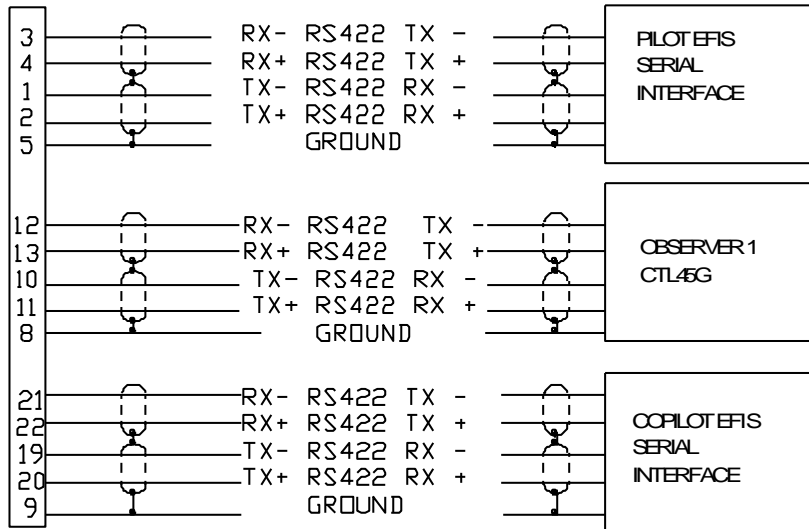 3 RX- RS422 TX - PILOT EFIS
4 RX+ RS422 TX + SERIAL
1 TX- RS422 RX - INTERFACE
2 TX+ RS422 RX +
5 GROUND
12 RX- RS422 TX -
13 RX+ RS422 TX + OBSERVER 1
10 TX- RS422 RX - CTL45G
11 TX+ RS422 RX +
8 GROUND
21 RX- RS422 TX -
22 RX+ RS422 TX + COPILOT EFIS
19 TX- RS422 RX - SERIAL
20 TX+ RS422 RX + INTERFACE
9 GROUND